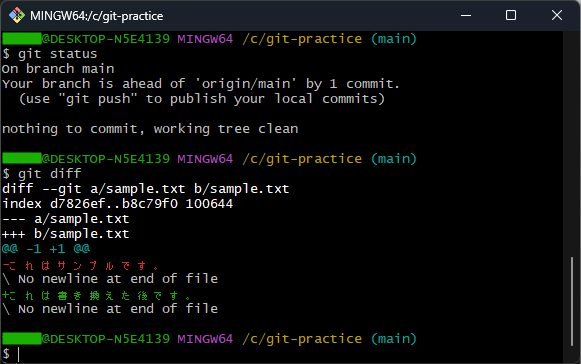 MINGW64:/c/git-practice
@DESKTOP-N5E4139 MINGW64 /c/git-practice (main)
$ git status
On branch main
Your branch is ahead of 'origin/main' by 1 commit.
  (use "git push" to publish your local commits)
nothing to commit, working tree clean
@DESKTOP-N5E4139 MINGW64 /c/git-practice (main)
$ git diff
diff --git a/sample.txt b/sample.txt
index d7826ef..b8c79f0 100644
--- a/sample.txt
+++ b/sample.txt
@@ -1 +1 @@
-これはサンプルです。
\ No newline at end of file
+これは書き換えた後です。
\ No newline at end of file
@DESKTOP-N5E4139 MINGW64 /c/git-practice (main)
$